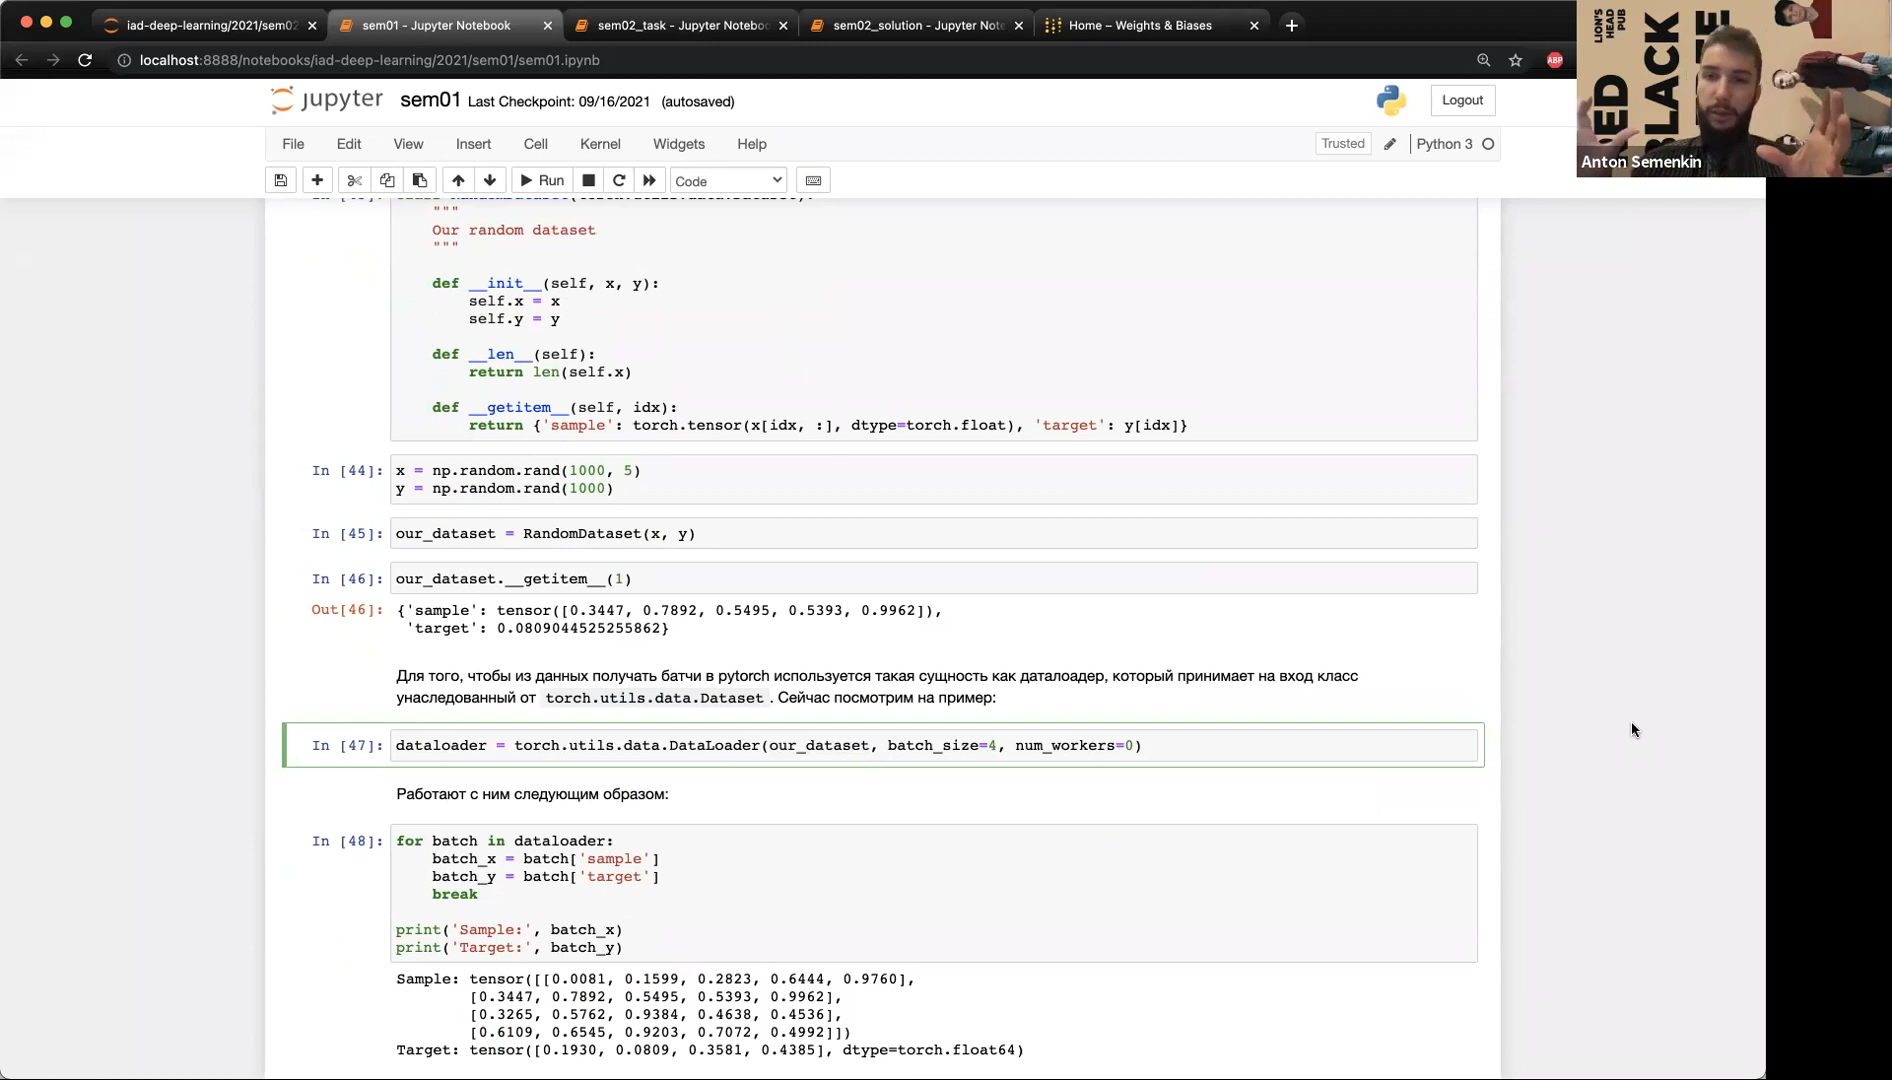 iad-deep-learning/2021/sem02
sem01 - Jupyter Notebook
sem02_task - Jupyter Noteboo
sem02_solution - Jupyter Note
Home – Weights & Biases
localhost:8888/notebooks/iad-deep-learning/2021/sem01/sem01.ipynb
ABP
LION'S
HEAD
PUB
BLACK
Anton Semenkin
jupyter sem01 Last Checkpoint: 09/16/2021 (autosaved)
Logout
File Edit View Insert Cell Kernel Widgets Help
Trusted
Python 3
Run
Code
"""
Our random dataset
"""
def __init__(self, x, y):
self.x = x
self.y = y
def __len__(self):
return len(self.x)
def __getitem__(self, idx):
return {'sample': torch.tensor(x[idx, :], dtype=torch.float), 'target': y[idx]}
In [44]: x = np.random.rand(1000, 5)
y = np.random.rand(1000)
In [45]: our_dataset = RandomDataset(x, y)
In [46]: our_dataset.__getitem__(1)
Out[46]: {'sample': tensor([0.3447, 0.7892, 0.5495, 0.5393, 0.9962]),
'target': 0.0809044525255862}
Для того, чтобы из данных получать батчи в pytorch используется такая сущность как даталоадер, который принимает на вход класс
унаследованный от torch.utils.data.Dataset. Сейчас посмотрим на пример:
In [47]: dataloader = torch.utils.data.DataLoader(our_dataset, batch_size=4, num_workers=0)
Работают с ним следующим образом:
In [48]: for batch in dataloader:
batch_x = batch['sample']
batch_y = batch['target']
break
print('Sample:', batch_x)
print('Target:', batch_y)
Sample: tensor([[0.0081, 0.1599, 0.2823, 0.6444, 0.9760],
[0.3447, 0.7892, 0.5495, 0.5393, 0.9962],
[0.3265, 0.5762, 0.9384, 0.4638, 0.4536],
[0.6109, 0.6545, 0.9203, 0.7072, 0.4992]])
Target: tensor([0.1930, 0.0809, 0.3581, 0.4385], dtype=torch.float64)